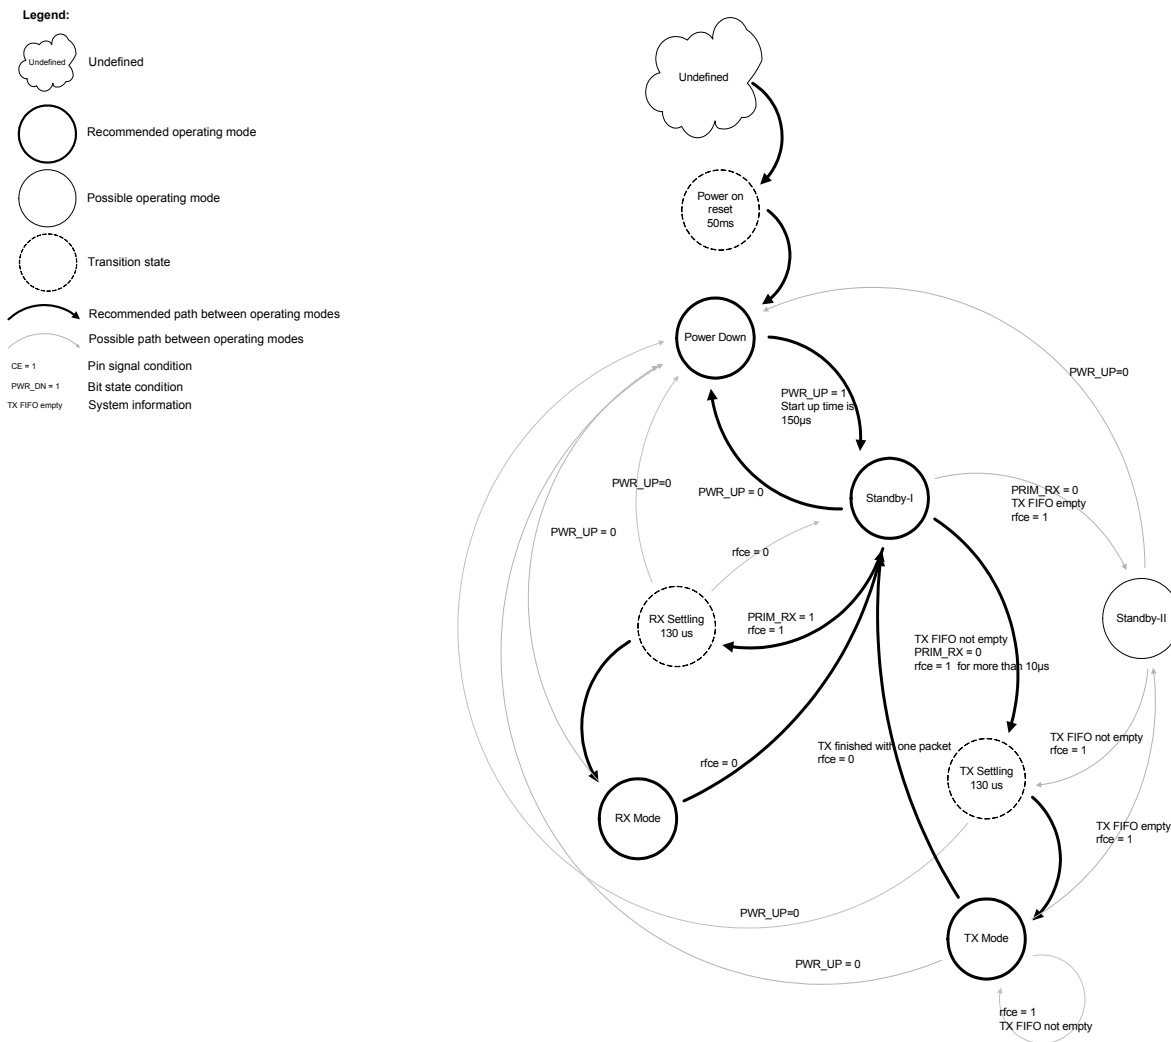 Legend:
Undefined
Undefined
Recommended operating mode
Possible operating mode
Transition state
Recommended path between operating modes
Possible path between operating modes
CE = 1
Pin signal condition
PWR_DN = 1
Bit state condition
TX FIFO empty
System information
Undefined
Power on
reset
50ms
Power Down
PWR_UP=0
PWR_UP = 1
Start up time is
150µs
PWR_UP=0
PWR_UP = 0
Standby-I
PRIM_RX = 0
TX FIFO empty
rfce = 1
PWR_UP = 0
rfce = 0
RX Settling
130 us
PRIM_RX = 1
rfce = 1
Standby-II
TX FIFO not empty
PRIM_RX = 0
rfce = 1 for more than 10µs
TX FIFO not empty
rfce = 1
TX finished with one packet
rfce = 0
rfce = 0
TX Settling
130 us
RX Mode
TX FIFO empty
rfce = 1
PWR_UP=0
TX Mode
PWR_UP = 0
rfce = 1
TX FIFO not empty